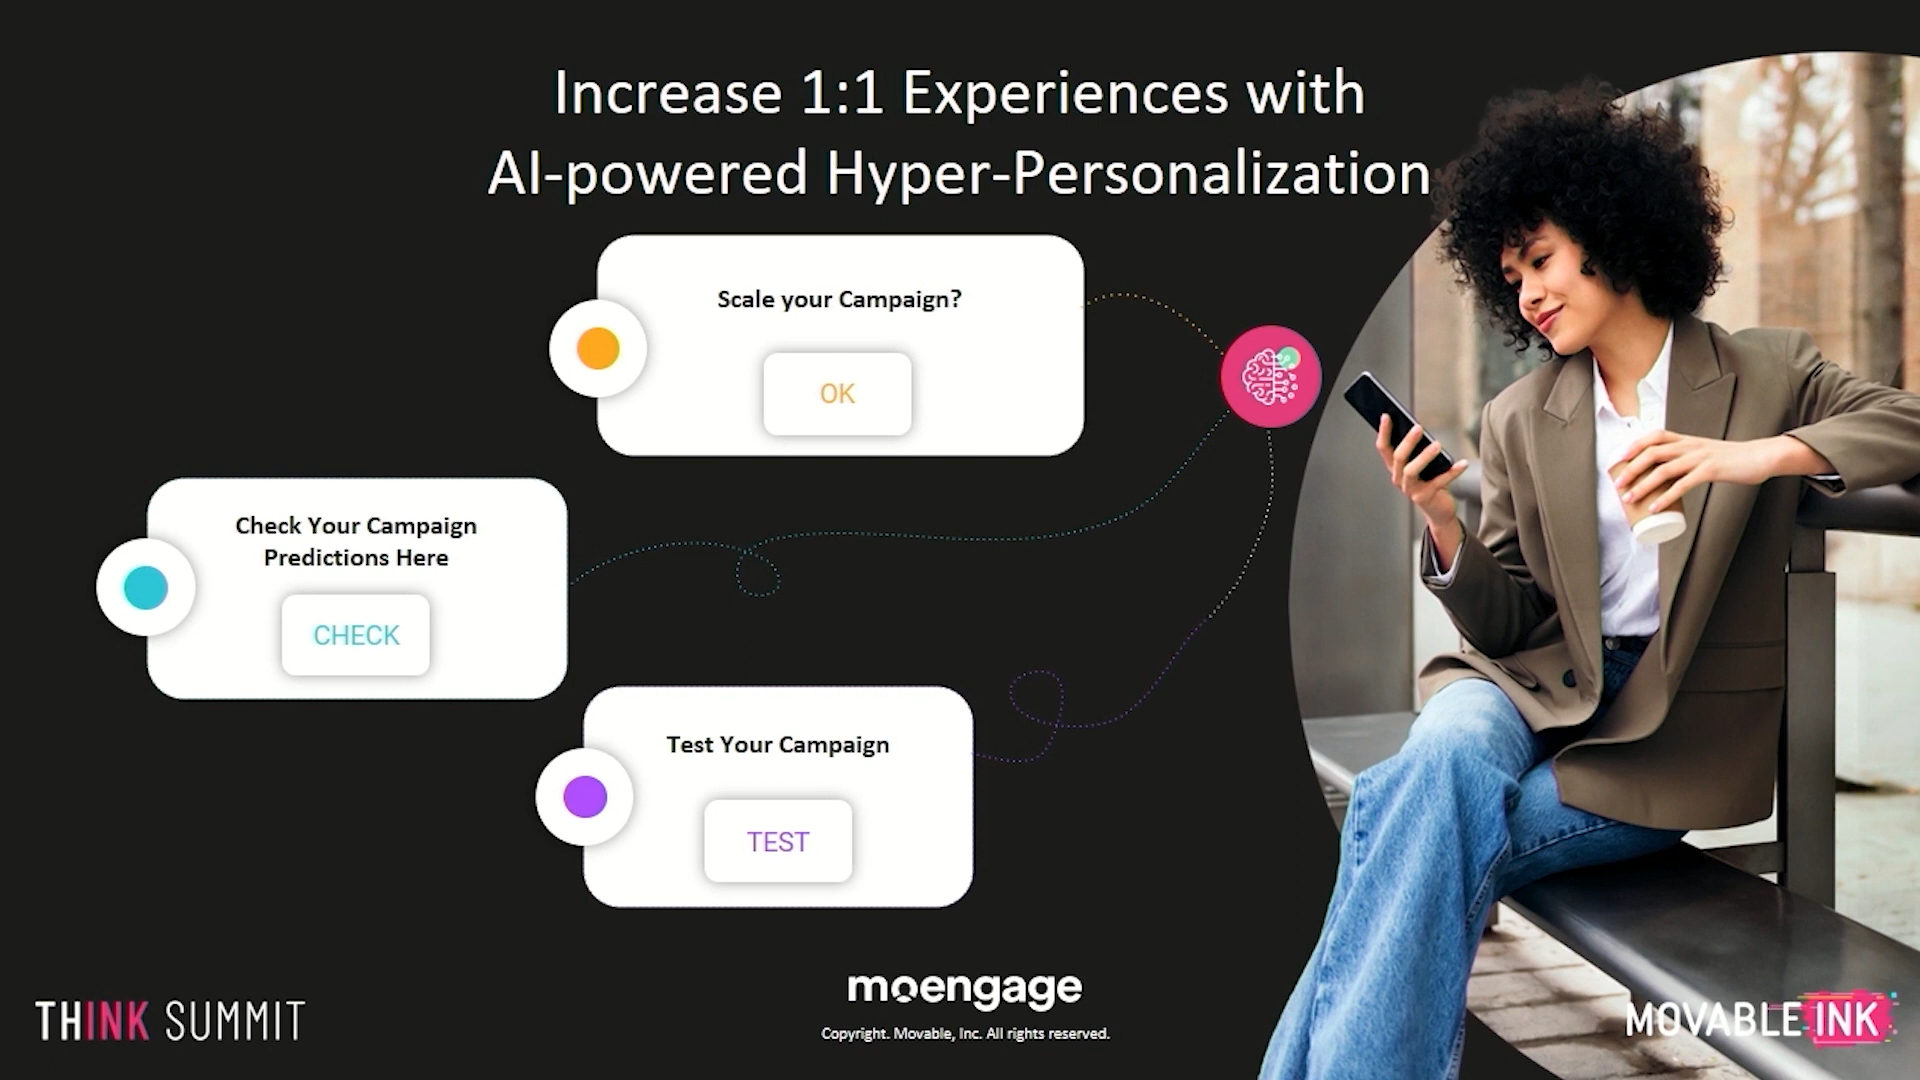 Increase 1:1 Experiences with
AI-powered Hyper-Personalization
Scale your Campaign?
OK
Check Your Campaign
Predictions Here
CHECK
Test Your Campaign
TEST
moengage
Copyright. Movable, Inc. All rights reserved.
THINK SUMMIT
MOVABLE INK